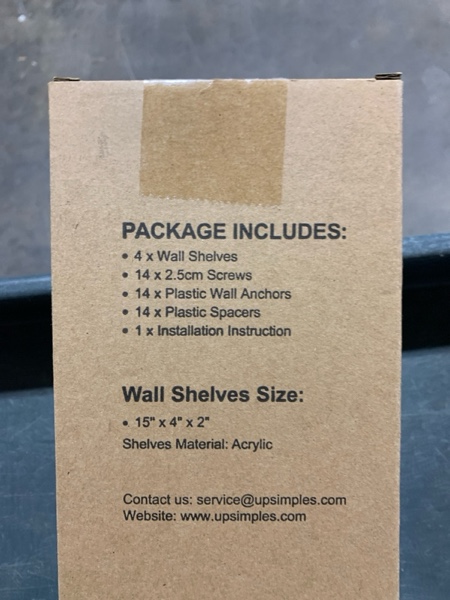 PACKAGE INCLUDES:
• 4 x Wall Shelves
• 14 x 2.5cm Screws
• 14 x Plastic Wall Anchors
• 14 x Plastic Spacers
• 1 x Installation Instruction
Wall Shelves Size:
• 15" x 4" x 2"
Shelves Material: Acrylic
Contact us: service@upsimples.com
Website: www.upsimples.com